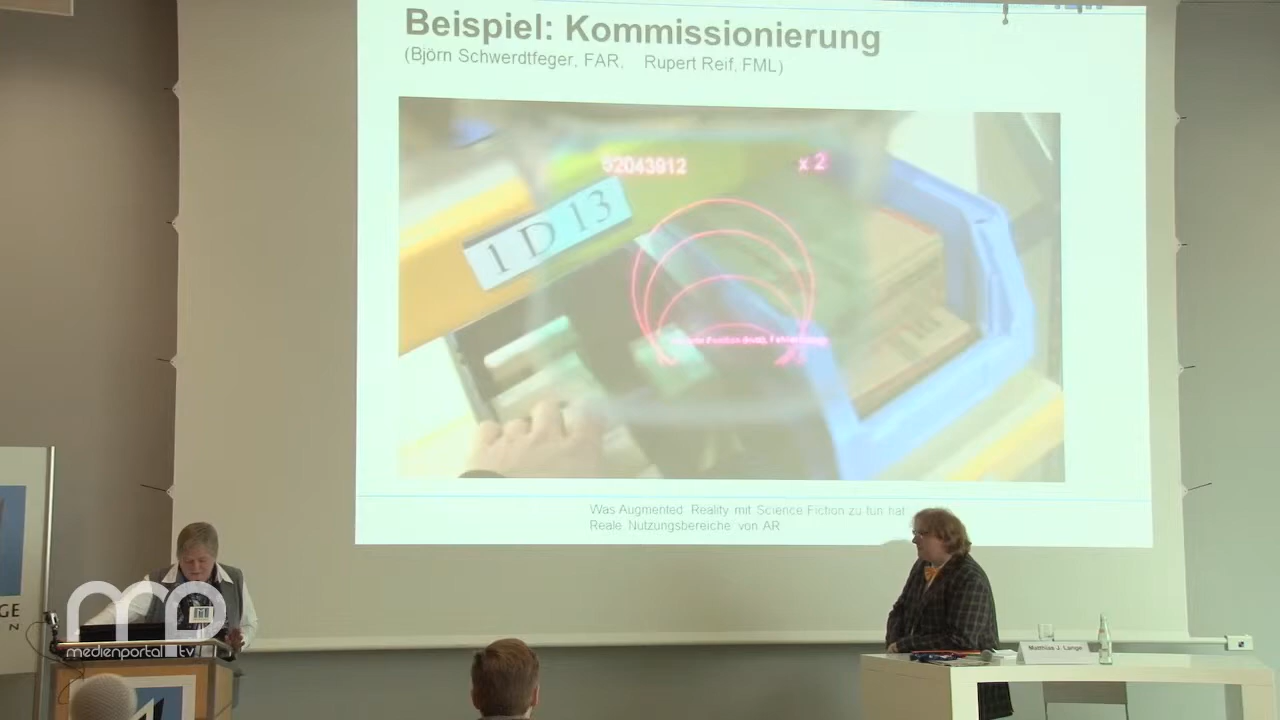 Beispiel: Kommissionierung
(Björn Schwerdtfeger, FAR, Rupert Reif, FML)
52043912 x 2
1 D 13
Was Augmented Reality mit Science Fiction zu tun hat
Reale Nutzungsbereiche von AR
GE
N
medienportal.tv
Matthias J. Lange